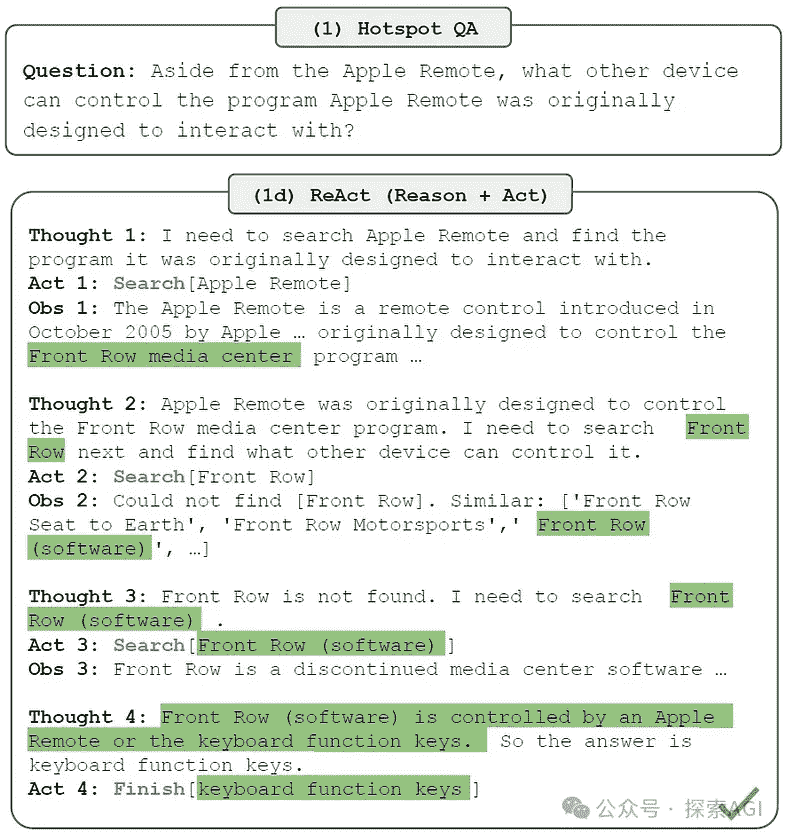 (1) Hotspot QA
Question: Aside from the Apple Remote, what other device
can control the program Apple Remote was originally
designed to interact with?
(1d) ReAct (Reason + Act)
Thought 1: I need to search Apple Remote and find the
program it was originally designed to interact with.
Act 1: Search[Apple Remote]
Obs 1: The Apple Remote is a remote control introduced in
October 2005 by Apple … originally designed to control the
Front Row media center program …
Thought 2: Apple Remote was originally designed to control
the Front Row media center program. I need to search Front
Row next and find what other device can control it.
Act 2: Search[Front Row]
Obs 2: Could not find [Front Row]. Similar: ['Front Row
Seat to Earth', 'Front Row Motorsports',' Front Row
(software)', …]
Thought 3: Front Row is not found. I need to search Front
Row (software) .
Act 3: Search[Front Row (software)]
Obs 3: Front Row is a discontinued media center software …
Thought 4: Front Row (software) is controlled by an Apple
Remote or the keyboard function keys. So the answer is
keyboard function keys.
Act 4: Finish[keyboard function keys]
公众号 · 探索AGI